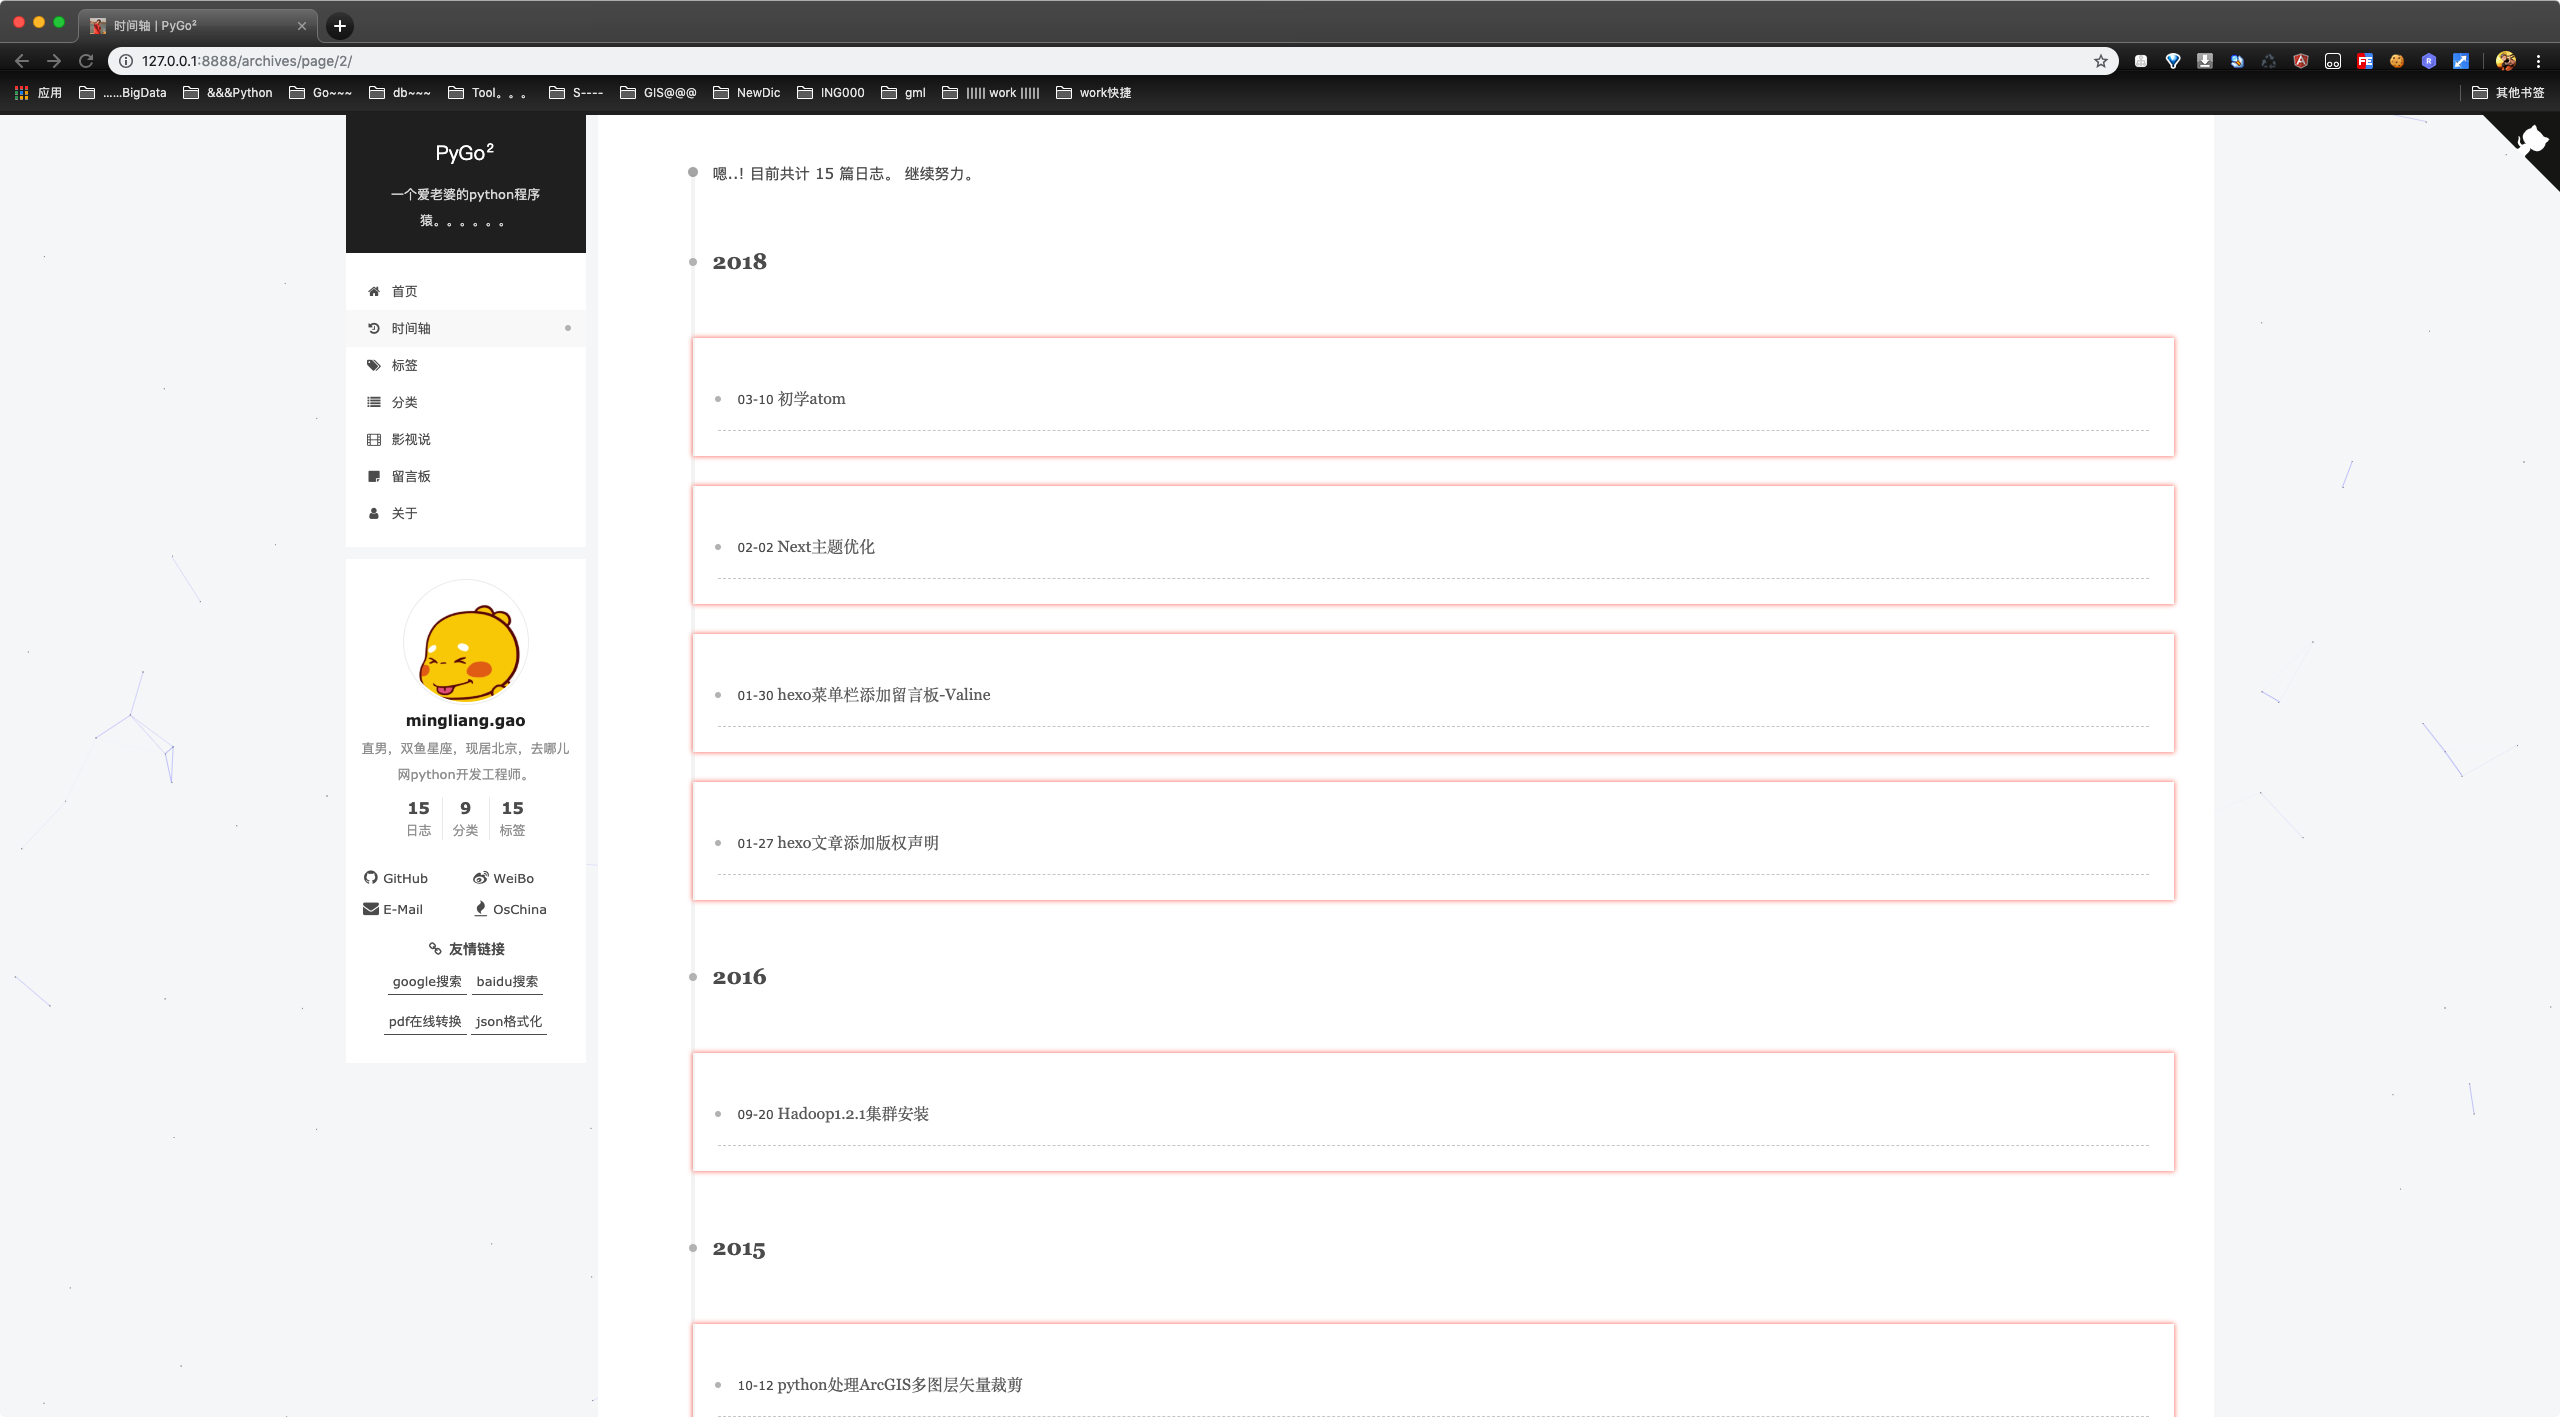 时间轴 | PyGo²
127.0.0.1:8888/archives/page/2/
应用
......BigData
&&&Python
Go~~~
db~~~
Tool。。。
S----
GIS@@@
NewDic
ING000
gml
||||| work |||||
work快捷
其他书签
PyGo²
一个爱老婆的python程序
猿。。。。。。
首页
时间轴
标签
分类
影视说
留言板
关于
mingliang.gao
直男，双鱼星座，现居北京，去哪儿
网python开发工程师。
15 9 15
日志 分类 标签
GitHub WeiBo
E-Mail OsChina
友情链接
google搜索 baidu搜索
pdf在线转换 json格式化
嗯..! 目前共计 15 篇日志。 继续努力。
2018
03-10 初学atom
02-02 Next主题优化
01-30 hexo菜单栏添加留言板-Valine
01-27 hexo文章添加版权声明
2016
09-20 Hadoop1.2.1集群安装
2015
10-12 python处理ArcGIS多图层矢量裁剪